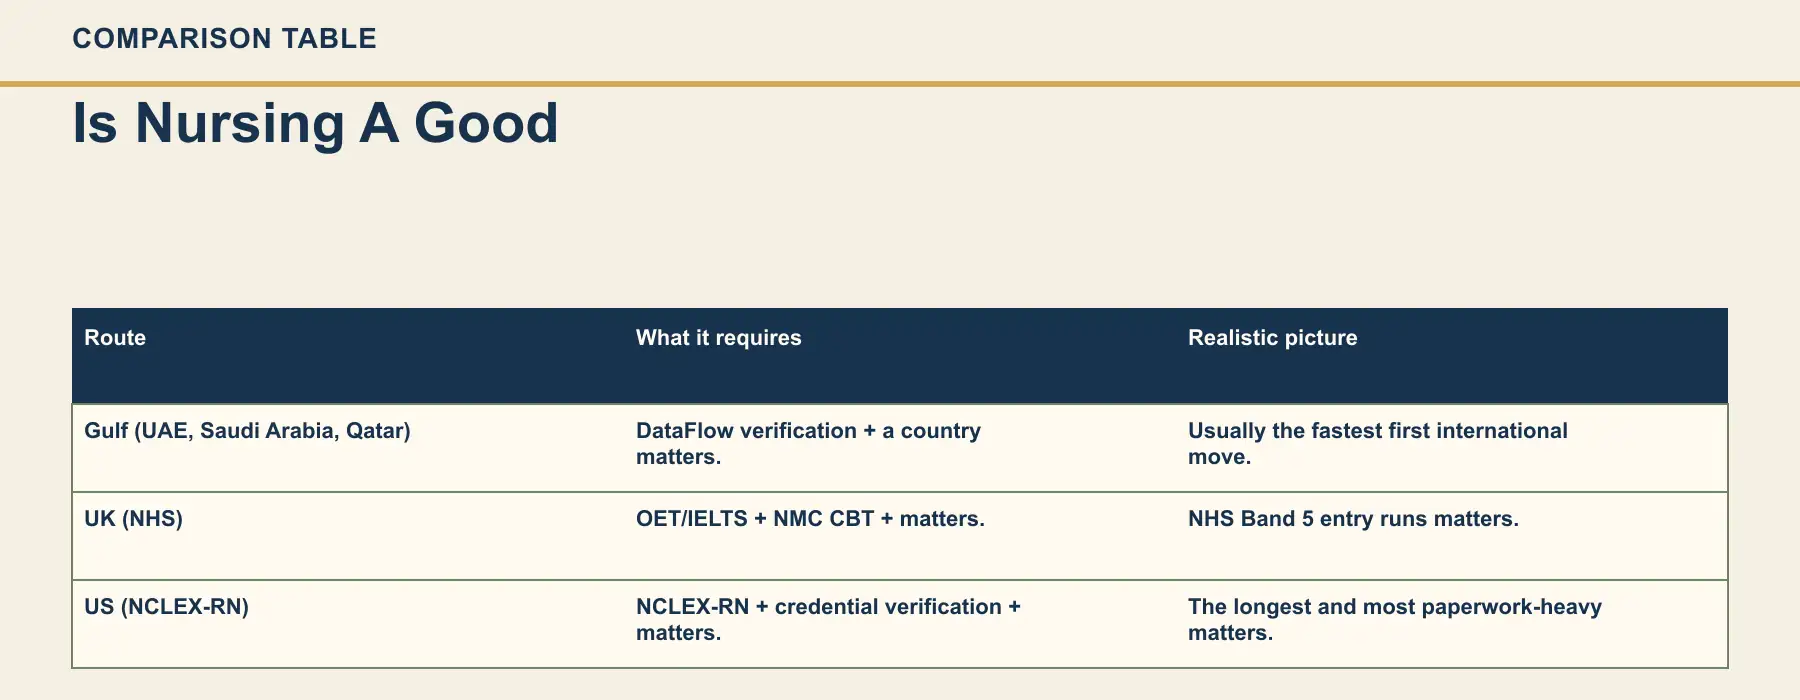 COMPARISON TABLE
Is Nursing A Good
Route
What it requires
Realistic picture
Gulf (UAE, Saudi Arabia, Qatar)
DataFlow verification + a country
matters.
Usually the fastest first international
move.
UK (NHS)
OET/IELTS + NMC CBT + matters.
NHS Band 5 entry runs matters.
US (NCLEX-RN)
NCLEX-RN + credential verification +
matters.
The longest and most paperwork-heavy
matters.